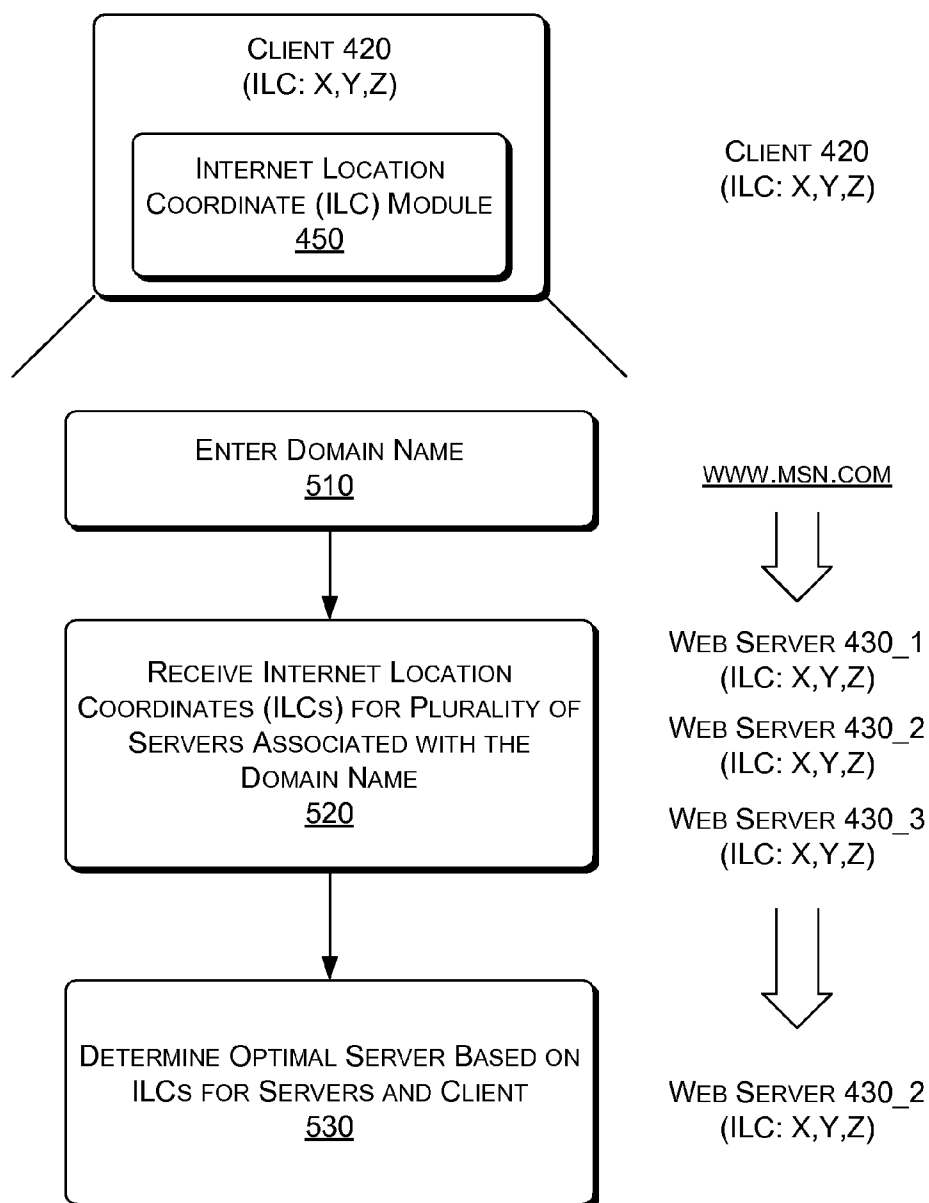 CLIENT 420
(ILC: X,Y,Z)
INTERNET LOCATION
COORDINATE (ILC) MODULE
450
CLIENT 420
(ILC: X,Y,Z)
ENTER DOMAIN NAME
510
WWW.MSN.COM
RECEIVE INTERNET LOCATION
COORDINATES (ILCS) FOR PLURALITY OF
SERVERS ASSOCIATED WITH THE
DOMAIN NAME
520
WEB SERVER 430_1
(ILC: X,Y,Z)
WEB SERVER 430_2
(ILC: X,Y,Z)
WEB SERVER 430_3
(ILC: X,Y,Z)
DETERMINE OPTIMAL SERVER BASED ON
ILCS FOR SERVERS AND CLIENT
530
WEB SERVER 430_2
(ILC: X,Y,Z)